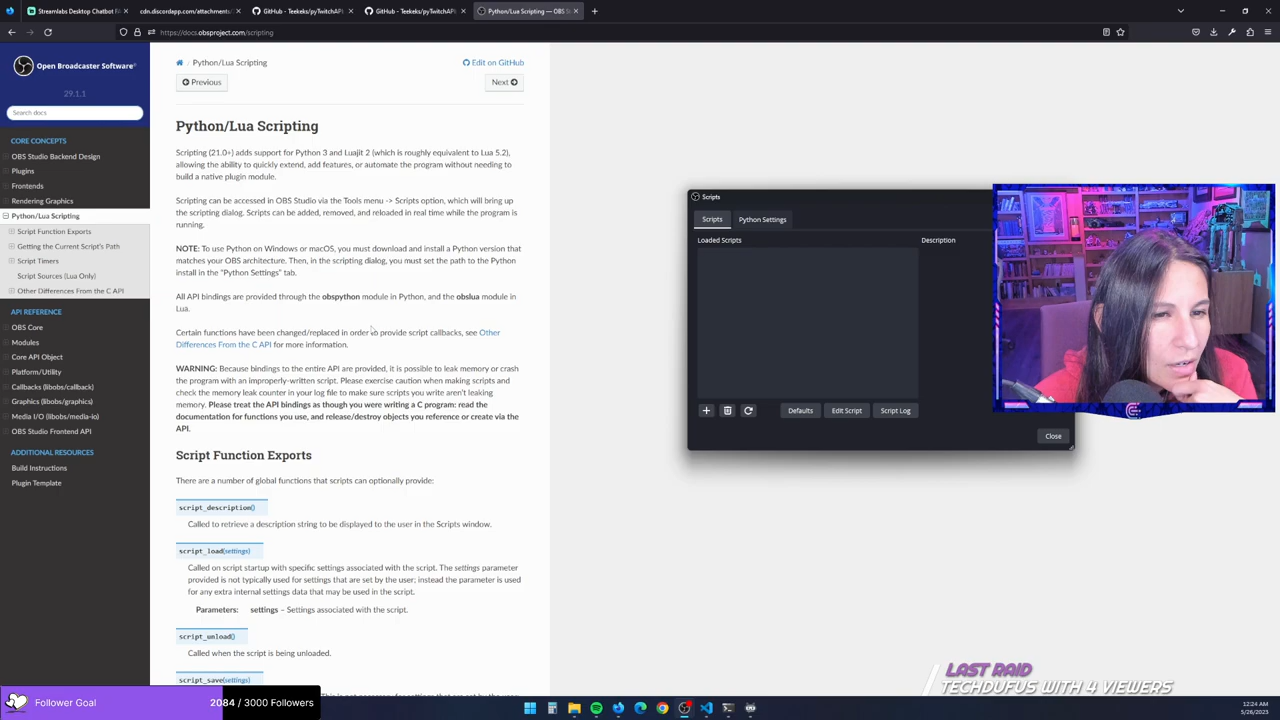 Streamlabs Desktop Chatbot FA
cdn.discordapp.com/attachments/
GitHub - Teekeks/pyTwitchAPI
GitHub - Teekeks/pyTwitchAPI
Python/Lua Scripting — OBS S
https://docs.obsproject.com/scripting
Open Broadcaster Software
29.1.1
Search docs
CORE CONCEPTS
OBS Studio Backend Design
Plugins
Frontends
Rendering Graphics
Python/Lua Scripting
Script Function Exports
Getting the Current Script's Path
Script Timers
Script Sources (Lua Only)
Other Differences From the C API
API REFERENCE
OBS Core
Modules
Core API Object
Platform/Utility
Callbacks (libobs/callback)
Graphics (libobs/graphics)
Media I/O (libobs/media-io)
OBS Studio Frontend API
ADDITIONAL RESOURCES
Build Instructions
Plugin Template
/ Python/Lua Scripting
Edit on GitHub
Previous
Next
Python/Lua Scripting
Scripting (21.0+) adds support for Python 3 and Luajit 2 (which is roughly equivalent to Lua 5.2),
allowing the ability to quickly extend, add features, or automate the program without needing to
build a native plugin module.
Scripting can be accessed in OBS Studio via the Tools menu -> Scripts option, which will bring up
the scripting dialog. Scripts can be added, removed, and reloaded in real time while the program is
running.
NOTE: To use Python on Windows or macOS, you must download and install a Python version that
matches your OBS architecture. Then, in the scripting dialog, you must set the path to the Python
install in the "Python Settings" tab.
All API bindings are provided through the obspython module in Python, and the obslua module in
Lua.
Certain functions have been changed/replaced in order to provide script callbacks, see Other
Differences From the C API for more information.
WARNING: Because bindings to the entire API are provided, it is possible to leak memory or crash
the program with an improperly-written script. Please exercise caution when making scripts and
check the memory leak counter in your log file to make sure scripts you write aren't leaking
memory. Please treat the API bindings as though you were writing a C program: read the
documentation for functions you use, and release/destroy objects you reference or create via the
API.
Script Function Exports
There are a number of global functions that scripts can optionally provide:
script_description()
Called to retrieve a description string to be displayed to the user in the Scripts window.
script_load(settings)
Called on script startup with specific settings associated with the script. The settings parameter
provided is not typically used for settings that are set by the user; instead the parameter is used
for any extra internal settings data that may be used in the script.
Parameters: settings – Settings associated with the script.
script_unload()
Called when the script is being unloaded.
script_save(settings)
Scripts
Scripts
Python Settings
Loaded Scripts
Description
Defaults
Edit Script
Script Log
Close
LAST RAID
TECHDUFUS WITH 4 VIEWERS
Follower Goal
2084 / 3000 Followers
12:24 AM
5/26/2023